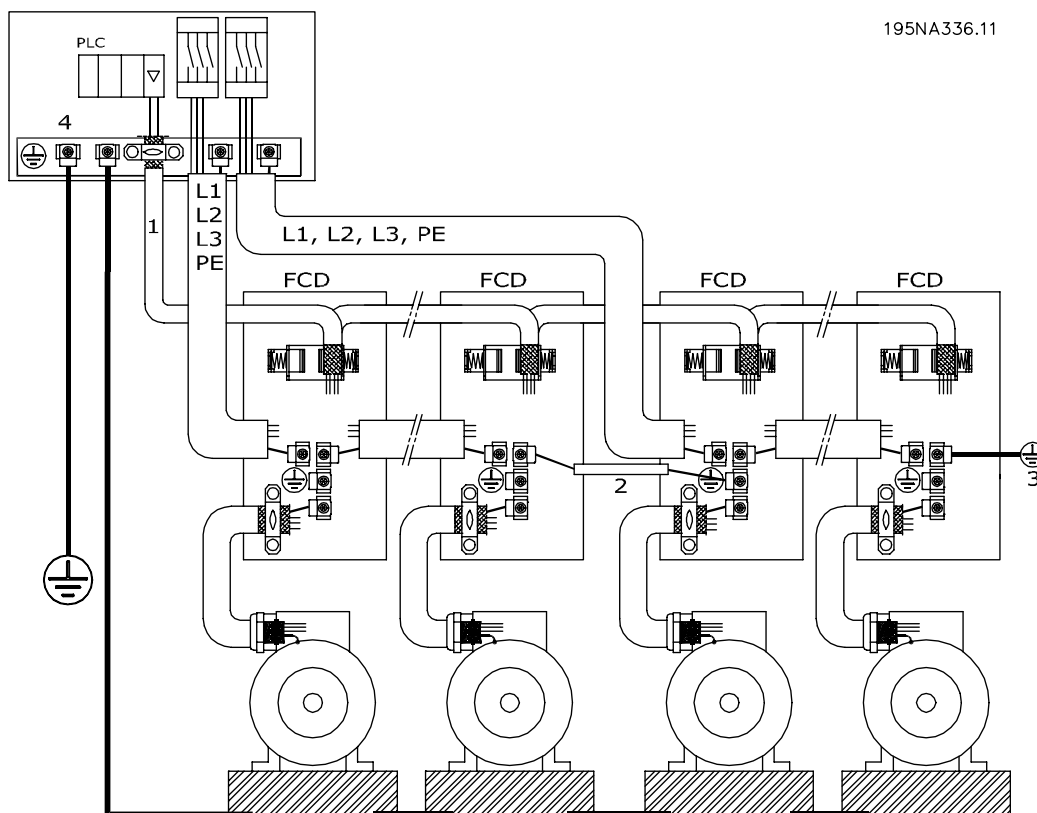 195NA336.11
PLC
4
1
L1
L2
L3
PE
L1, L2, L3, PE
FCD
FCD
FCD
FCD
2
3